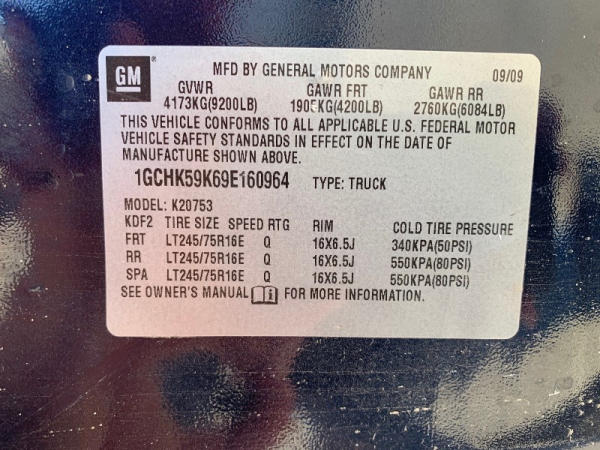 GM MFD BY GENERAL MOTORS COMPANY 09/09
GVWR GAWR FRT GAWR RR
4173KG(9200LB) 1905KG(4200LB) 2760KG(6084LB)
THIS VEHICLE CONFORMS TO ALL APPLICABLE U.S. FEDERAL MOTOR
VEHICLE SAFETY STANDARDS IN EFFECT ON THE DATE OF
MANUFACTURE SHOWN ABOVE.
1GCHK59K69E160964 TYPE: TRUCK
MODEL: K20753
KDF2 TIRE SIZE SPEED RTG RIM COLD TIRE PRESSURE
FRT LT245/75R16E Q 16X6.5J 340KPA(50PSI)
RR LT245/75R16E Q 16X6.5J 550KPA(80PSI)
SPA LT245/75R16E Q 16X6.5J 550KPA(80PSI)
SEE OWNER'S MANUAL FOR MORE INFORMATION.